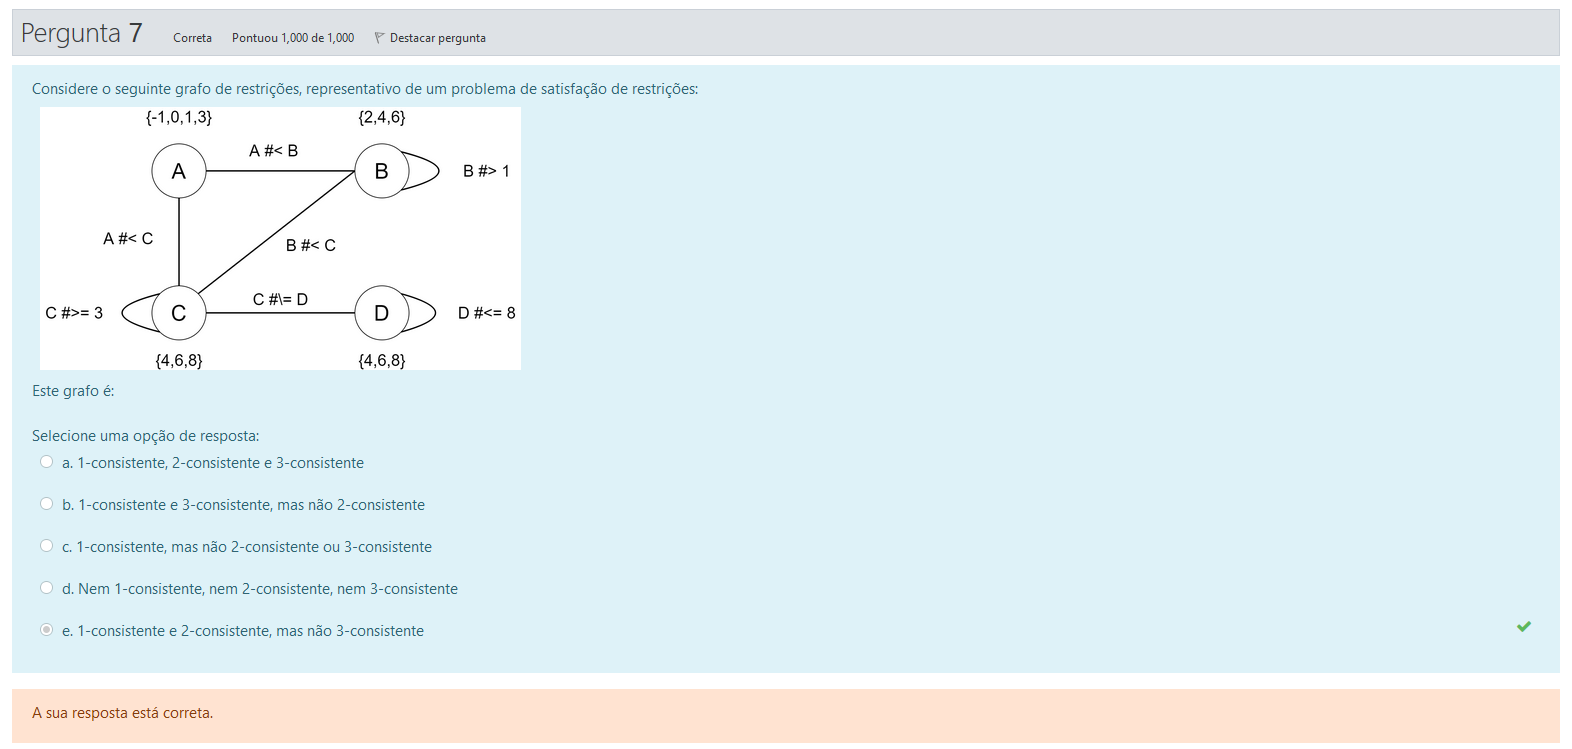 Pergunta 7 Correta Pontuou 1,000 de 1,000 Destacar pergunta
Considere o seguinte grafo de restrições, representativo de um problema de satisfação de restrições:
{-1,0,1,3} {2,4,6}
A #< B
A B B #> 1
A #< C B #< C
C #\= D
C #>= 3 C D D #<= 8
{4,6,8} {4,6,8}
Este grafo é:
Selecione uma opção de resposta:
a. 1-consistente, 2-consistente e 3-consistente
b. 1-consistente e 3-consistente, mas não 2-consistente
c. 1-consistente, mas não 2-consistente ou 3-consistente
d. Nem 1-consistente, nem 2-consistente, nem 3-consistente
e. 1-consistente e 2-consistente, mas não 3-consistente
A sua resposta está correta.